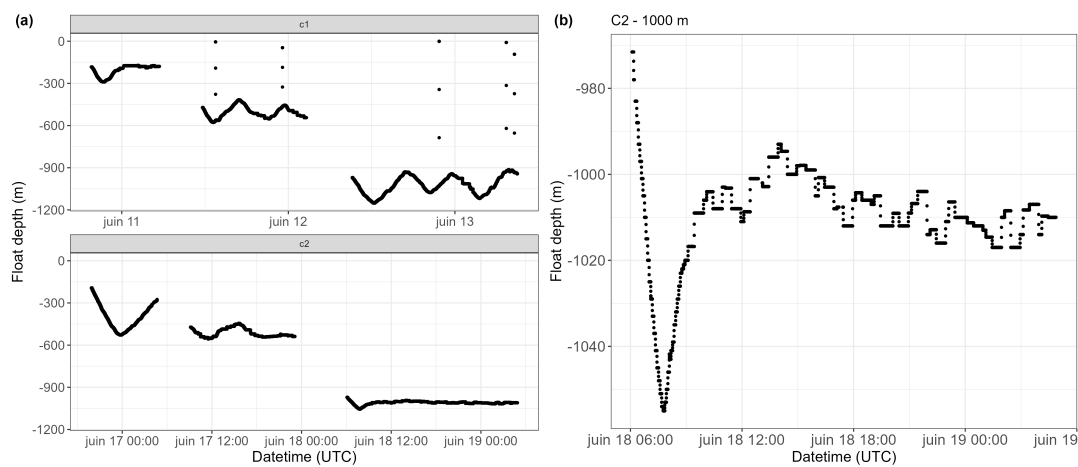 (a)
c1
0
-300
-600
-900
-1200
juin 11 juin 12 juin 13
c2
0
-300
-600
-900
-1200
juin 17 00:00 juin 17 12:00 juin 18 00:00 juin 18 12:00 juin 19 00:00
Float depth (m)
Datetime (UTC)
(b)
C2 - 1000 m
-980
-1000
-1020
-1040
juin 18 06:00 juin 18 12:00 juin 18 18:00 juin 19 00:00 juin 19
Float depth (m)
Datetime (UTC)